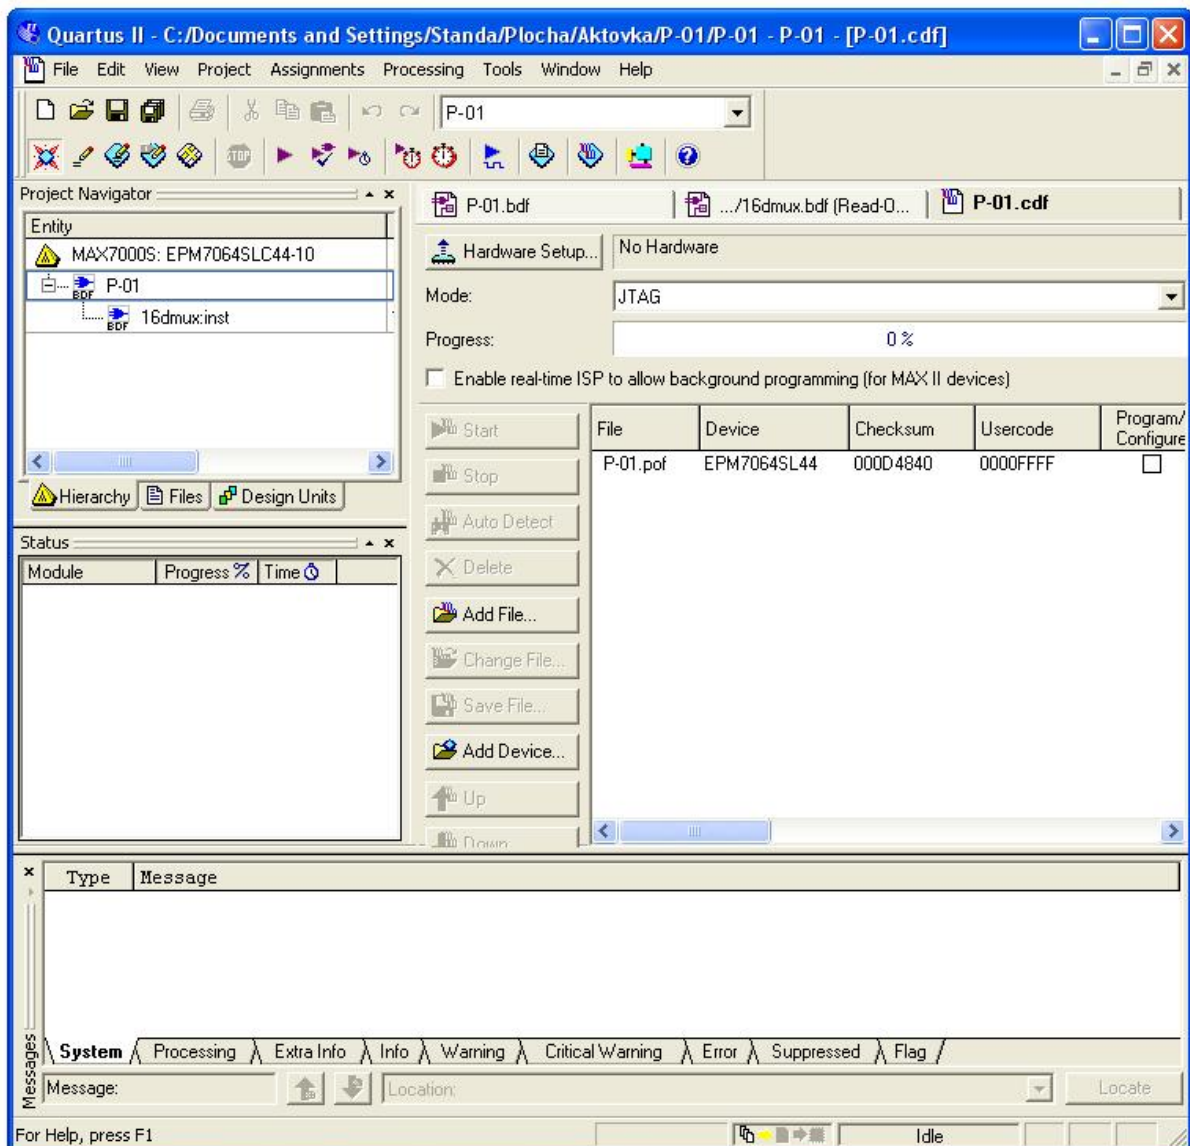 Quartus II - C:/Documents and Settings/Standa/Plocha/Aktovka/P-01/P-01 - P-01 - [P-01.cdf]
File Edit View Project Assignments Processing Tools Window Help
P-01
STOP
Project Navigator
Entity
MAX7000S: EPM7064SLC44-10
BDF P-01
BDF 16dmux:inst
Hierarchy Files Design Units
Status
Module Progress % Time
P-01.bdf .../16dmux.bdf (Read-O... P-01.cdf
Hardware Setup... No Hardware
Mode: JTAG
Progress: 0 %
Enable real-time ISP to allow background programming (for MAX II devices)
Start
Stop
Auto Detect
Delete
Add File...
Change File...
Save File...
Add Device...
Up
Down
File Device Checksum Usercode Program/
Configure
P-01.pof EPM7064SL44 000D4840 0000FFFF
Type Message
Messages
System Processing Extra Info Info Warning Critical Warning Error Suppressed Flag
Message: Location: Locate
For Help, press F1 Idle